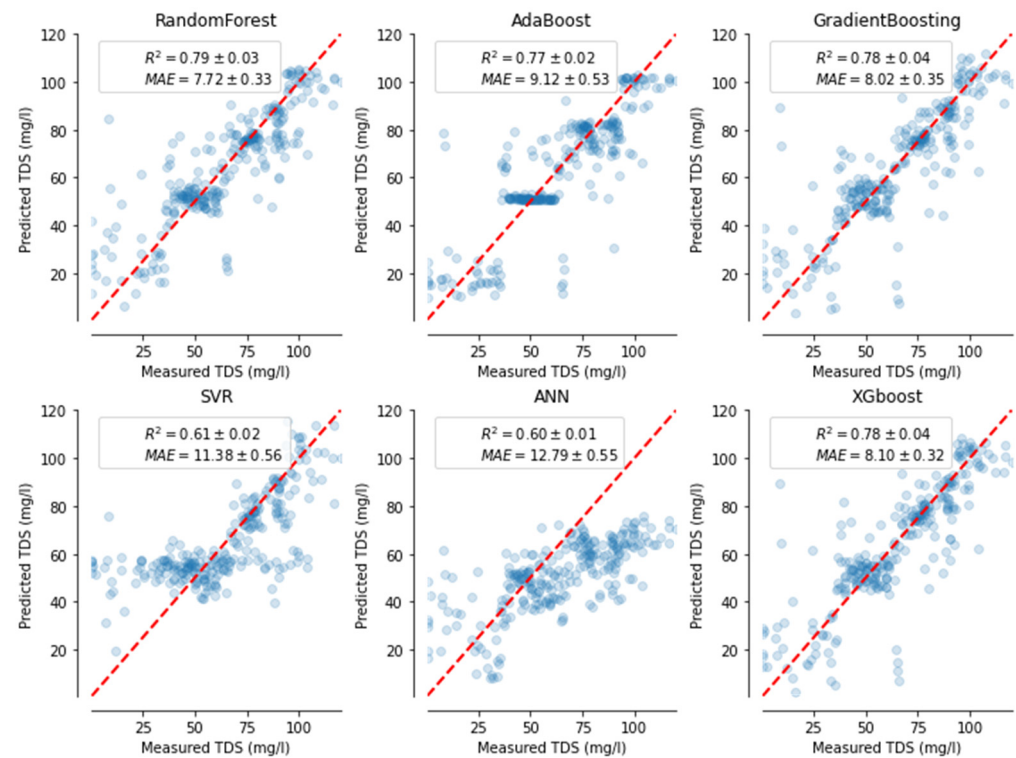 RandomForest
120
100
80
60
40
20
Predicted TDS (mg/l)
R² = 0.79 ± 0.03
MAE = 7.72 ± 0.33
25 50 75 100
Measured TDS (mg/l)
AdaBoost
120
100
80
60
40
20
Predicted TDS (mg/l)
R² = 0.77 ± 0.02
MAE = 9.12 ± 0.53
25 50 75 100
Measured TDS (mg/l)
GradientBoosting
120
100
80
60
40
20
Predicted TDS (mg/l)
R² = 0.78 ± 0.04
MAE = 8.02 ± 0.35
25 50 75 100
Measured TDS (mg/l)
SVR
120
100
80
60
40
20
Predicted TDS (mg/l)
R² = 0.61 ± 0.02
MAE = 11.38 ± 0.56
25 50 75 100
Measured TDS (mg/l)
ANN
120
100
80
60
40
20
Predicted TDS (mg/l)
R² = 0.60 ± 0.01
MAE = 12.79 ± 0.55
25 50 75 100
Measured TDS (mg/l)
XGboost
120
100
80
60
40
20
Predicted TDS (mg/l)
R² = 0.78 ± 0.04
MAE = 8.10 ± 0.32
25 50 75 100
Measured TDS (mg/l)